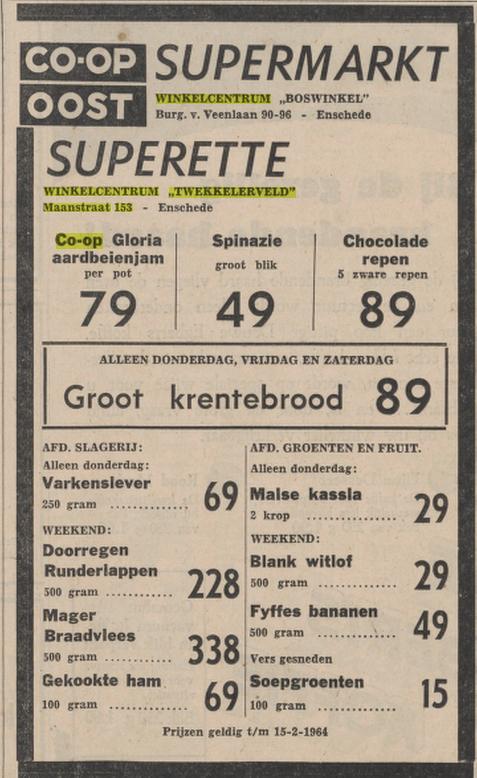 CO-OP
OOST
SUPERMARKT
WINKELCENTRUM „BOSWINKEL”
Burg. v. Veenlaan 90-96 - Enschede
SUPERETTE
WINKELCENTRUM „TWEKKELERVELD”
Maanstraat 153 - Enschede
Co-op Gloria
aardbeienjam
per pot
79
Spinazie
groot blik
49
Chocolade
repen
5 zware repen
89
ALLEEN DONDERDAG, VRIJDAG EN ZATERDAG
Groot krentebrood 89
AFD. SLAGERIJ:
Alleen donderdag:
Varkenslever
250 gram ............ 69
WEEKEND:
Doorregen
Runderlappen
500 gram ............ 228
Mager
Braadvlees
500 gram ............ 338
Gekookte ham
100 gram ............ 69
AFD. GROENTEN EN FRUIT.
Alleen donderdag:
Malse kassla
2 krop ............ 29
WEEKEND:
Blank witlof
500 gram ............ 29
Fyffes bananen
500 gram ............ 49
Vers gesneden
Soepgroenten
100 gram ............ 15
Prijzen geldig t/m 15-2-1964